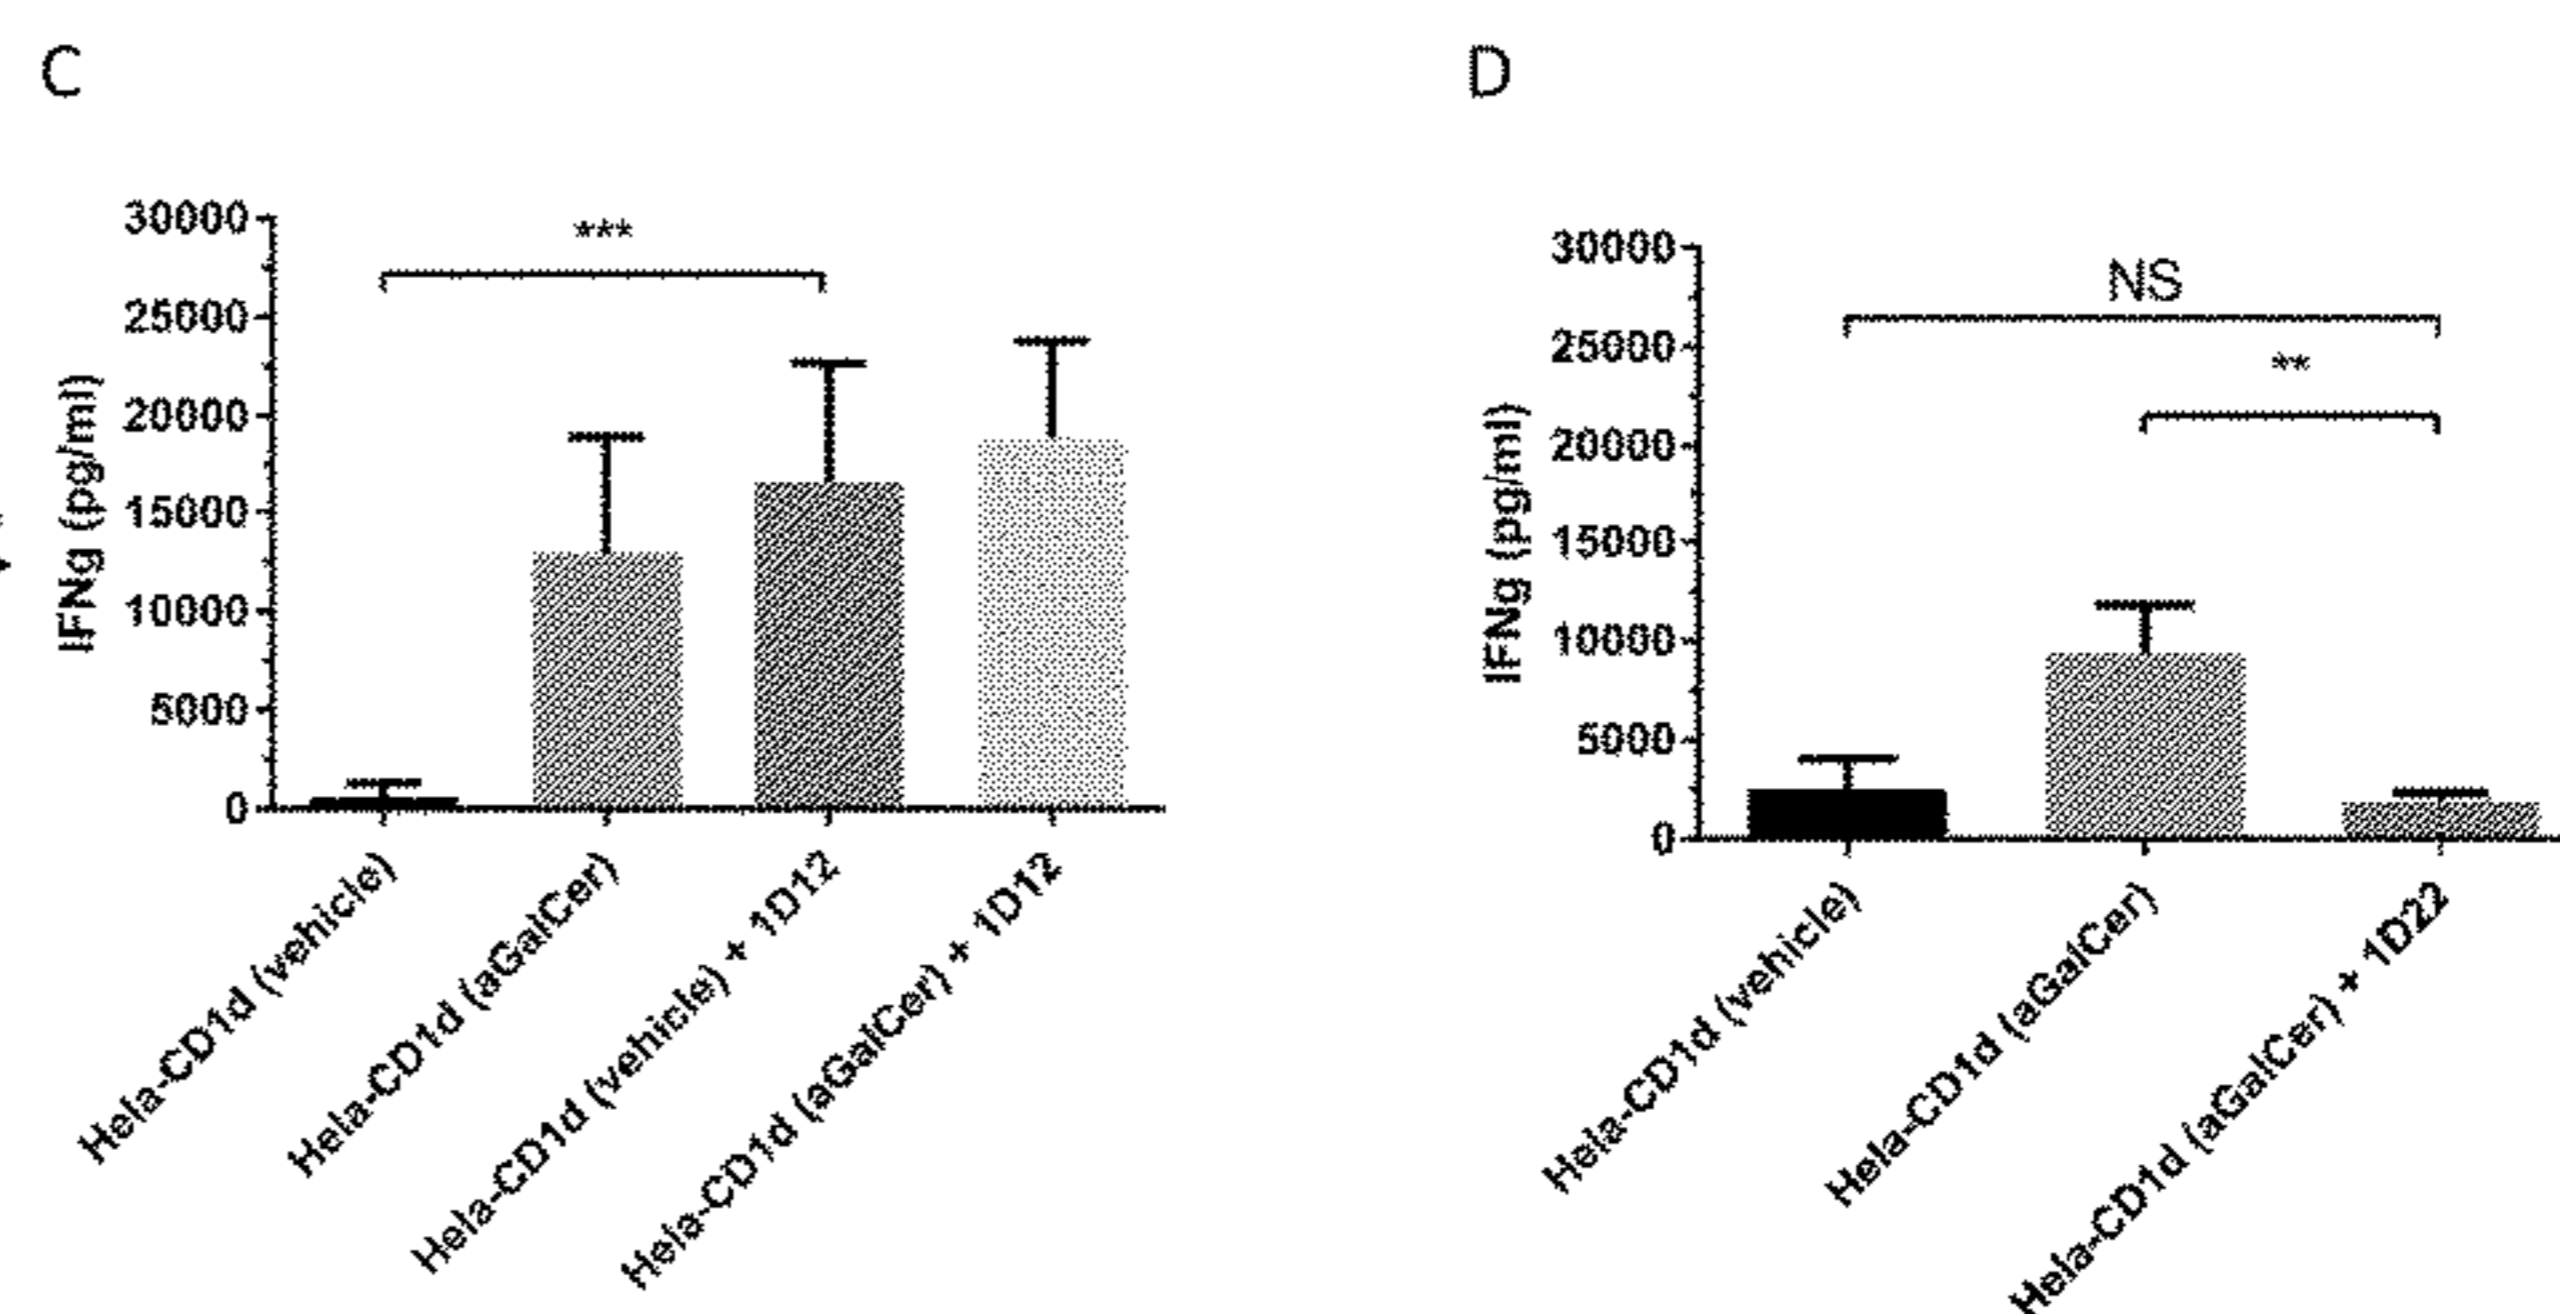 C
***
30000
25000
20000
15000
10000
5000
0
IFNg (pg/ml)
Hela-CD1d (vehicle)
Hela-CD1d (aGalCer)
Hela-CD1d (vehicle) + 1D12
Hela-CD1d (aGalCer) + 1D12
D
NS
**
30000
25000
20000
15000
10000
5000
0
IFNg (pg/ml)
Hela-CD1d (vehicle)
Hela-CD1d (aGalCer)
Hela-CD1d (aGalCer) + 1D22